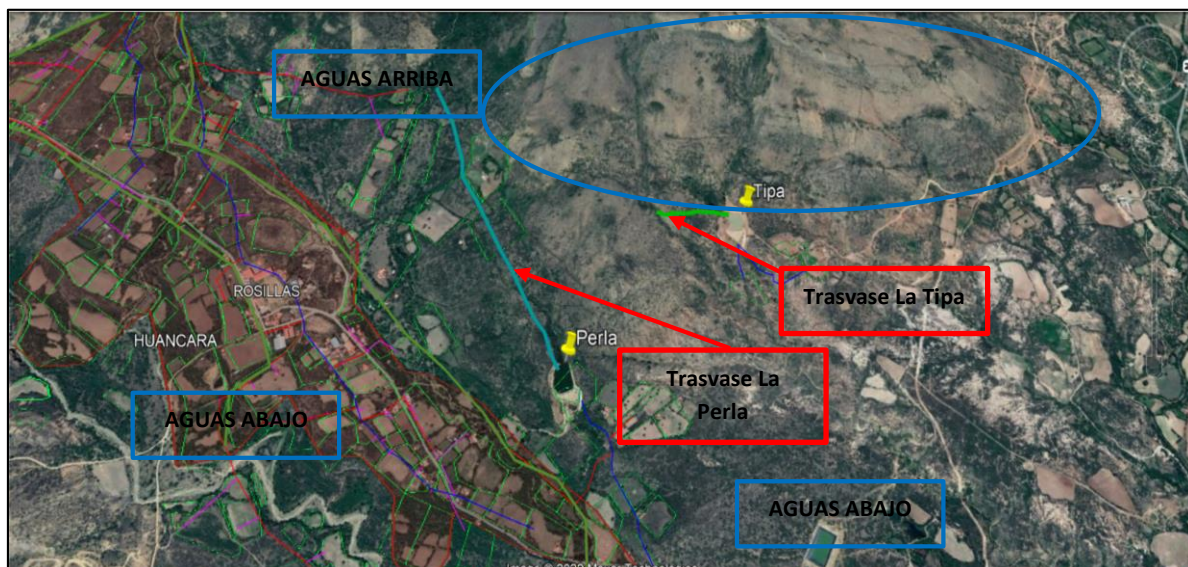 AGUAS ARRIBA
Tipa
ROSILLAS
Trasvase La Tipa
HUANCARA
Perla
Trasvase La
Perla
AGUAS ABAJO
AGUAS ABAJO